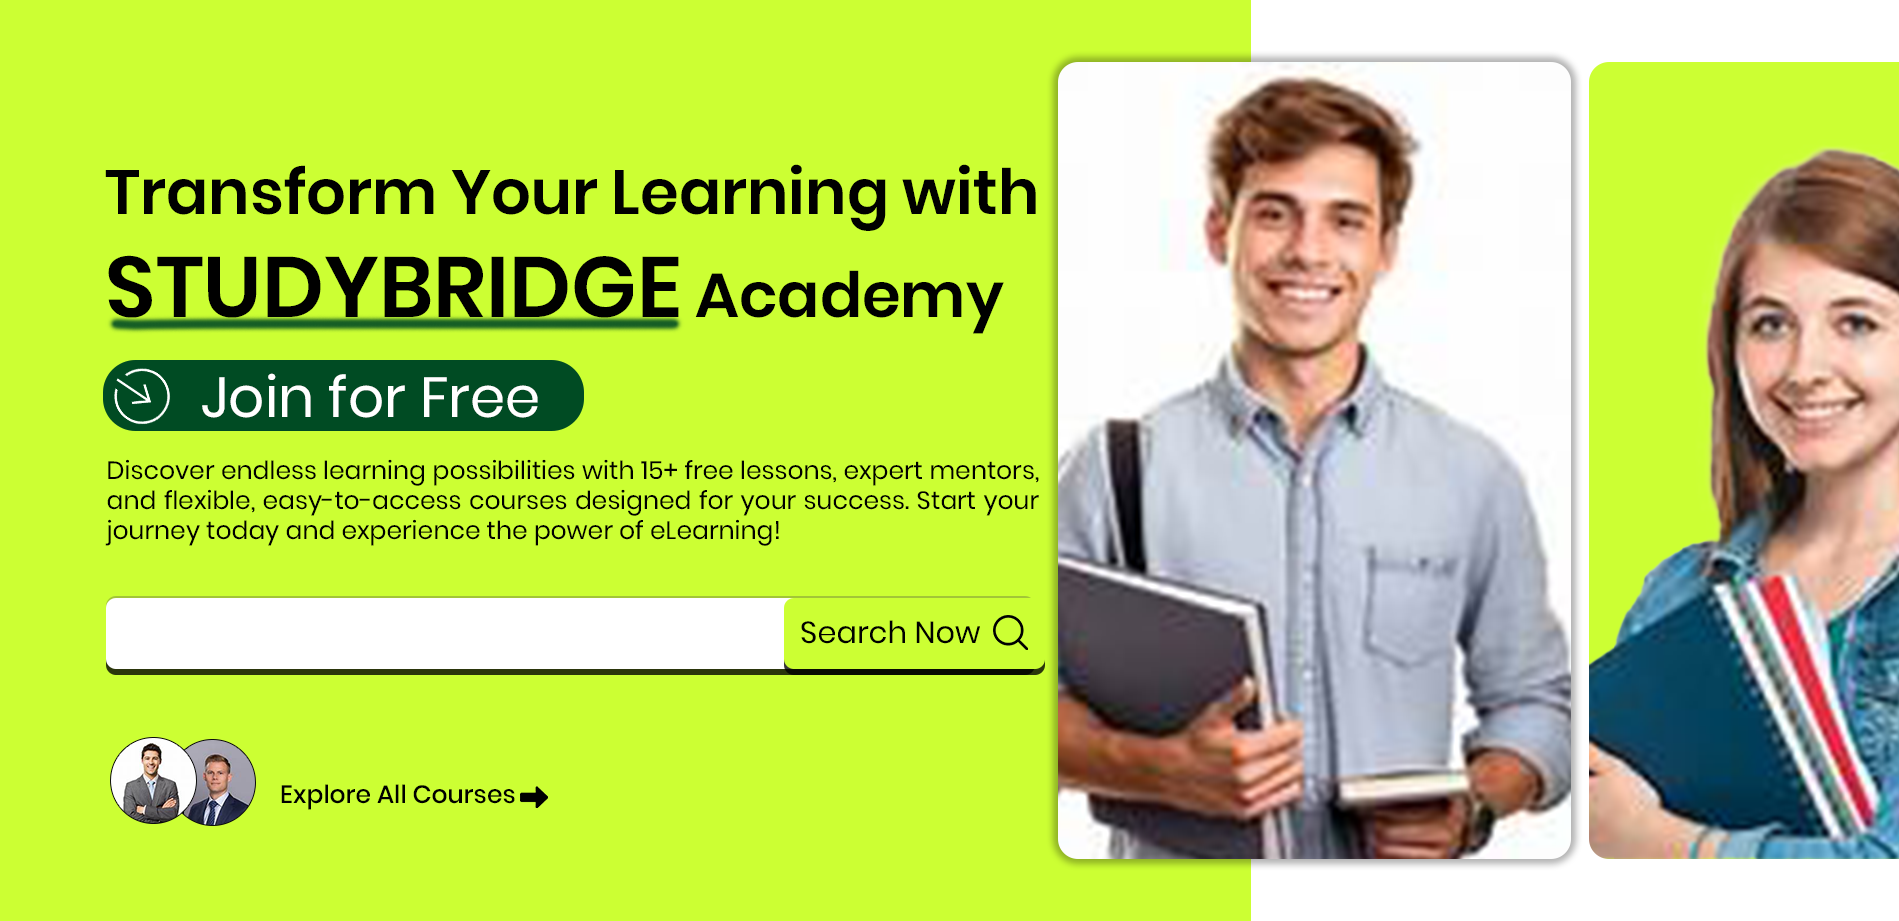 Transform Your Learning with
STUDYBRIDGE Academy
Join for Free
Discover endless learning possibilities with 15+ free lessons, expert mentors,
and flexible, easy-to-access courses designed for your success. Start your
journey today and experience the power of eLearning!
Search Now
Explore All Courses